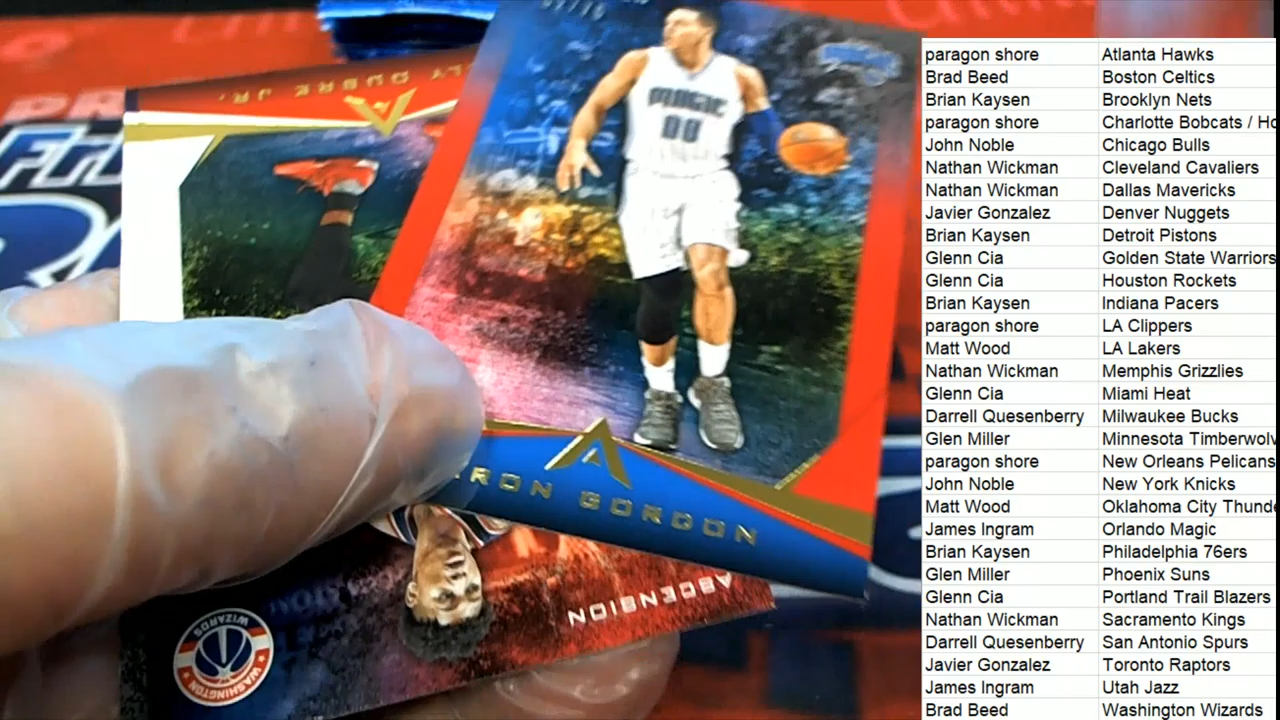 LY OUBRE JR.
MAGIC
00
RON GORDON
ASCENSION
WIZARDS
WASHINGTON
paragon shore Atlanta Hawks
Brad Beed Boston Celtics
Brian Kaysen Brooklyn Nets
paragon shore Charlotte Bobcats / Ho
John Noble Chicago Bulls
Nathan Wickman Cleveland Cavaliers
Nathan Wickman Dallas Mavericks
Javier Gonzalez Denver Nuggets
Brian Kaysen Detroit Pistons
Glenn Cia Golden State Warriors
Glenn Cia Houston Rockets
Brian Kaysen Indiana Pacers
paragon shore LA Clippers
Matt Wood LA Lakers
Nathan Wickman Memphis Grizzlies
Glenn Cia Miami Heat
Darrell Quesenberry Milwaukee Bucks
Glen Miller Minnesota Timberwolv
paragon shore New Orleans Pelicans
John Noble New York Knicks
Matt Wood Oklahoma City Thunde
James Ingram Orlando Magic
Brian Kaysen Philadelphia 76ers
Glen Miller Phoenix Suns
Glenn Cia Portland Trail Blazers
Nathan Wickman Sacramento Kings
Darrell Quesenberry San Antonio Spurs
Javier Gonzalez Toronto Raptors
James Ingram Utah Jazz
Brad Beed Washington Wizards